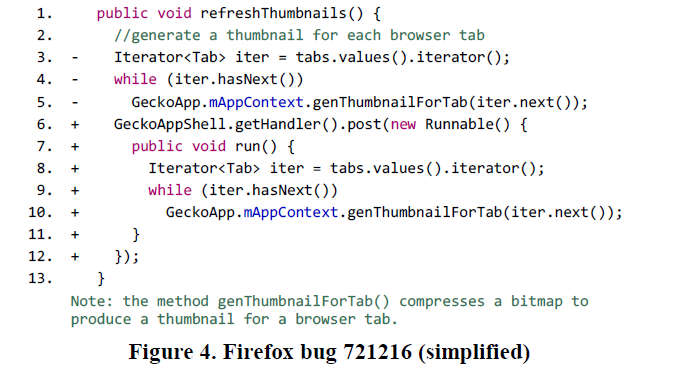 1. public void refreshThumbnails() {
2. //generate a thumbnail for each browser tab
3. - Iterator<Tab> iter = tabs.values().iterator();
4. - while (iter.hasNext())
5. - GeckoApp.mAppContext.genThumbnailForTab(iter.next());
6. + GeckoAppShell.getHandler().post(new Runnable() {
7. + public void run() {
8. + Iterator<Tab> iter = tabs.values().iterator();
9. + while (iter.hasNext())
10. + GeckoApp.mAppContext.genThumbnailForTab(iter.next());
11. + }
12. + });
13. }
Note: the method genThumbnailForTab() compresses a bitmap to
produce a thumbnail for a browser tab.
Figure 4. Firefox bug 721216 (simplified)